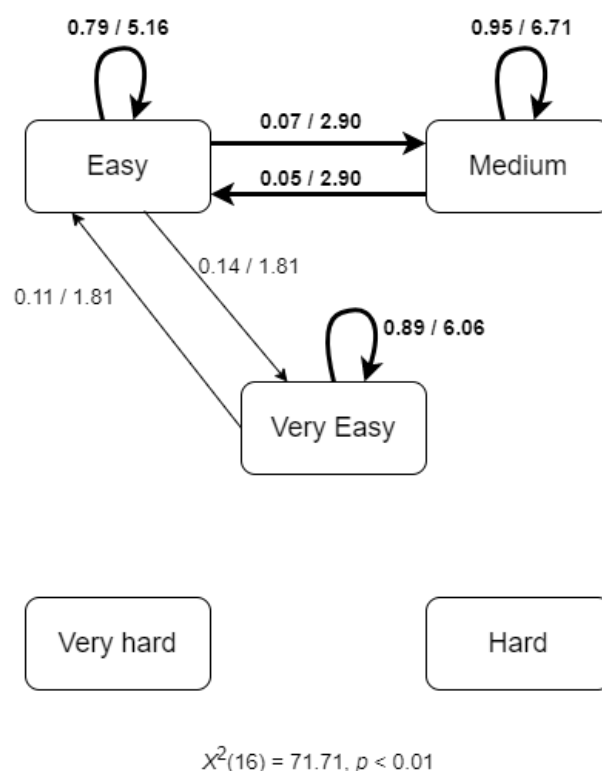 0.79 / 5.16
0.95 / 6.71
0.07 / 2.90
Easy
Medium
0.05 / 2.90
0.14 / 1.81
0.11 / 1.81
0.89 / 6.06
Very Easy
Very hard
Hard
X²(16) = 71.71, p < 0.01